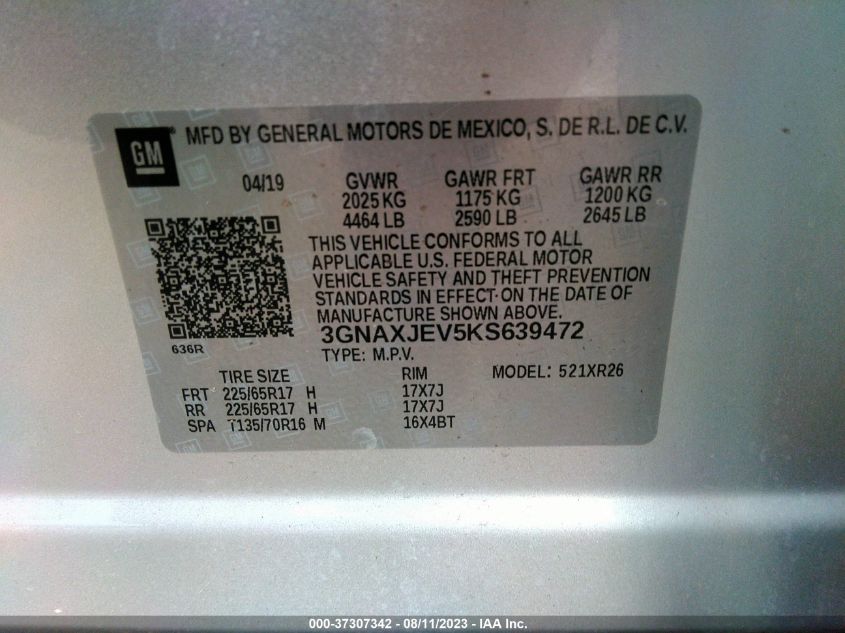 GM ® MFD BY GENERAL MOTORS DE MEXICO, S. DE R.L. DE C.V.
04/19 GVWR GAWR FRT GAWR RR
2025 KG 1175 KG 1200 KG
4464 LB 2590 LB 2645 LB
THIS VEHICLE CONFORMS TO ALL
APPLICABLE U.S. FEDERAL MOTOR
VEHICLE SAFETY AND THEFT PREVENTION
STANDARDS IN EFFECT ON THE DATE OF
MANUFACTURE SHOWN ABOVE.
3GNAXJEV5KS639472
636R
TYPE: M.P.V.
TIRE SIZE RIM MODEL: 521XR26
FRT 225/65R17 H 17X7J
RR 225/65R17 H 17X7J
SPA T135/70R16 M 16X4BT
000-37307342 - 08/11/2023 - IAA Inc.